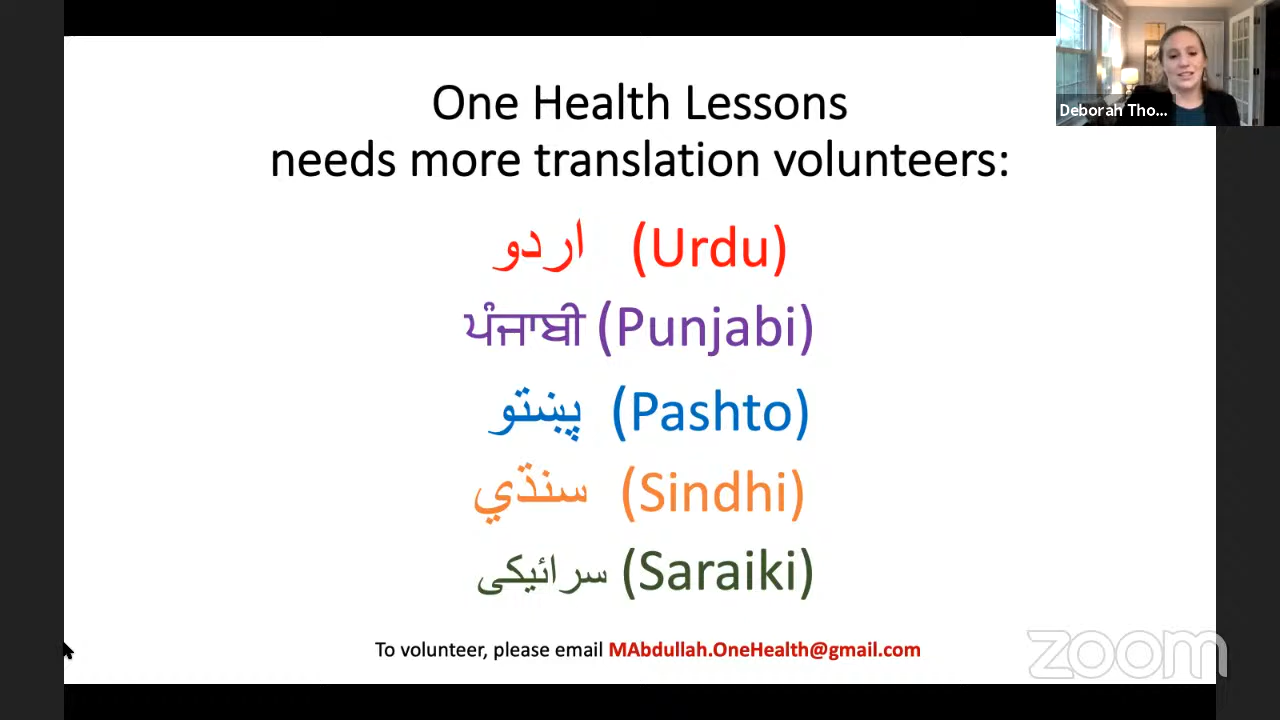 One Health Lessons
needs more translation volunteers:
اردو (Urdu)
ਪੰਜਾਬੀ (Punjabi)
پښتو (Pashto)
سنڌي (Sindhi)
سرائیکی (Saraiki)
To volunteer, please email MAbdullah.OneHealth@gmail.com
Deborah Tho...
zoom